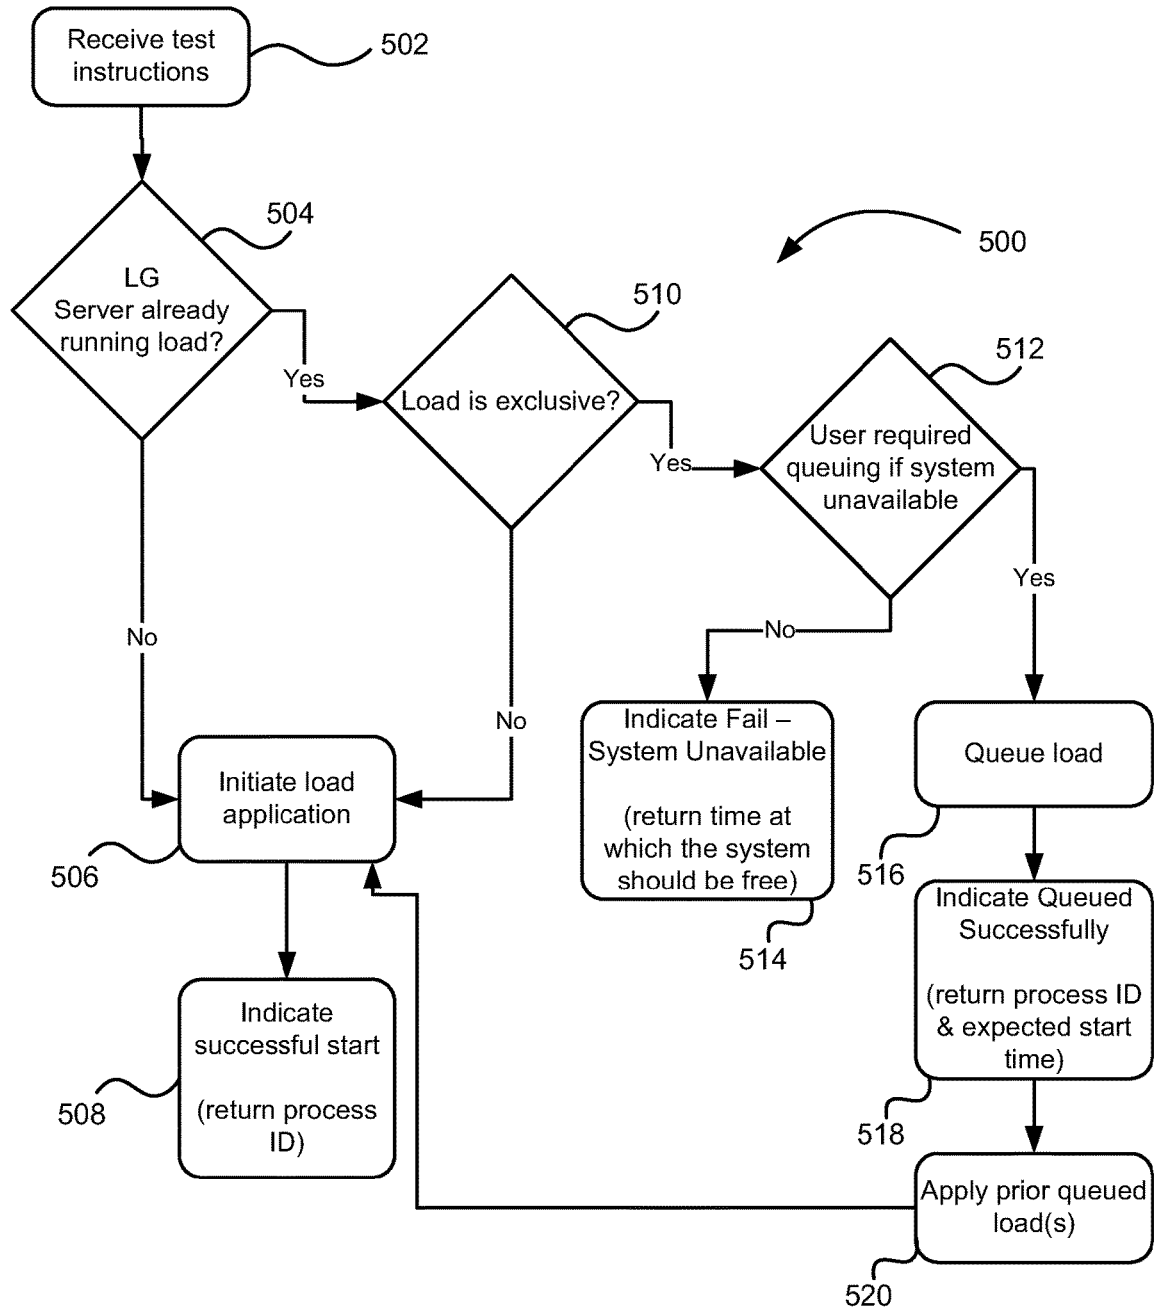 Receive test
instructions
502
504
LG
Server already
running load?
Yes
No
500
510
Load is exclusive?
Yes
No
512
User required
queuing if system
unavailable
No
Yes
Initiate load
application
506
Indicate Fail –
System Unavailable
(return time at
which the system
should be free)
514
Queue load
516
Indicate Queued
Successfully
(return process ID
& expected start
time)
518
Indicate
successful start
(return process
ID)
508
Apply prior queued
load(s)
520